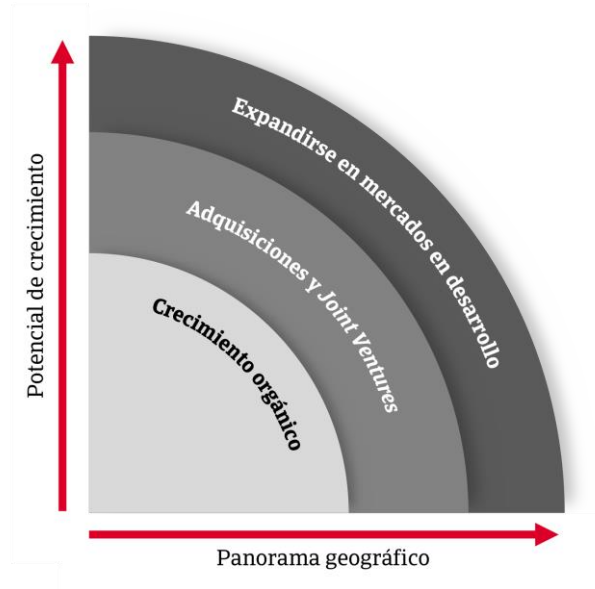 Potencial de crecimiento
Expandirse en mercados en desarrollo
Adquisiciones y Joint Ventures
Crecimiento orgánico
Panorama geográfico